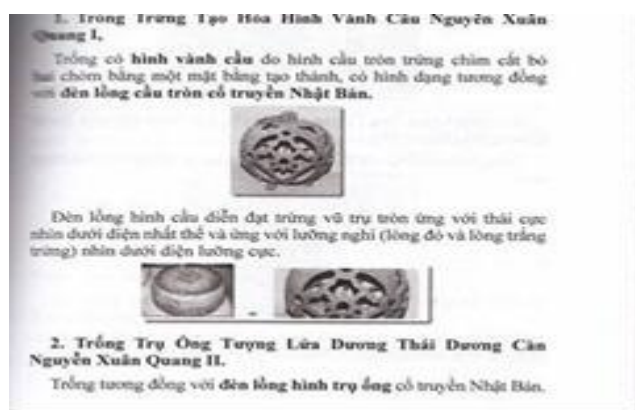 1. Trống Trứng Tạo Hóa Hình Vành Cầu Nguyễn Xuân
Quang I,
Trống có hình vành cầu do hình cầu tròn trứng chim cắt bỏ
hai chỏm bằng một mặt bằng tạo thành, có hình dạng tương đồng
với đèn lồng cầu tròn cổ truyền Nhật Bản.
Đèn lồng hình cầu diễn đạt trứng vũ trụ tròn ứng với thái cực
nhìn dưới diện nhất thể và ứng với lưỡng nghi (lòng đỏ và lòng trắng
trứng) nhìn dưới diện lưỡng cực.
=
2. Trống Trụ Ống Tượng Lửa Dương Thái Dương Càn
Nguyễn Xuân Quang II.
Trống tương đồng với đèn lồng hình trụ ống cổ truyền Nhật Bản.